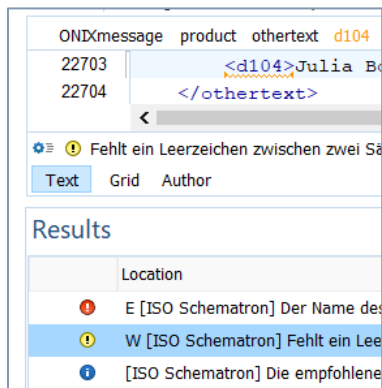 ONIXmessage product othertext d104
22703 <d104>Julia Bo
22704 </othertext>
Fehlt ein Leerzeichen zwischen zwei Sä
Text Grid Author
Results
Location
E [ISO Schematron] Der Name des
W [ISO Schematron] Fehlt ein Lee
[ISO Schematron] Die empfohlene